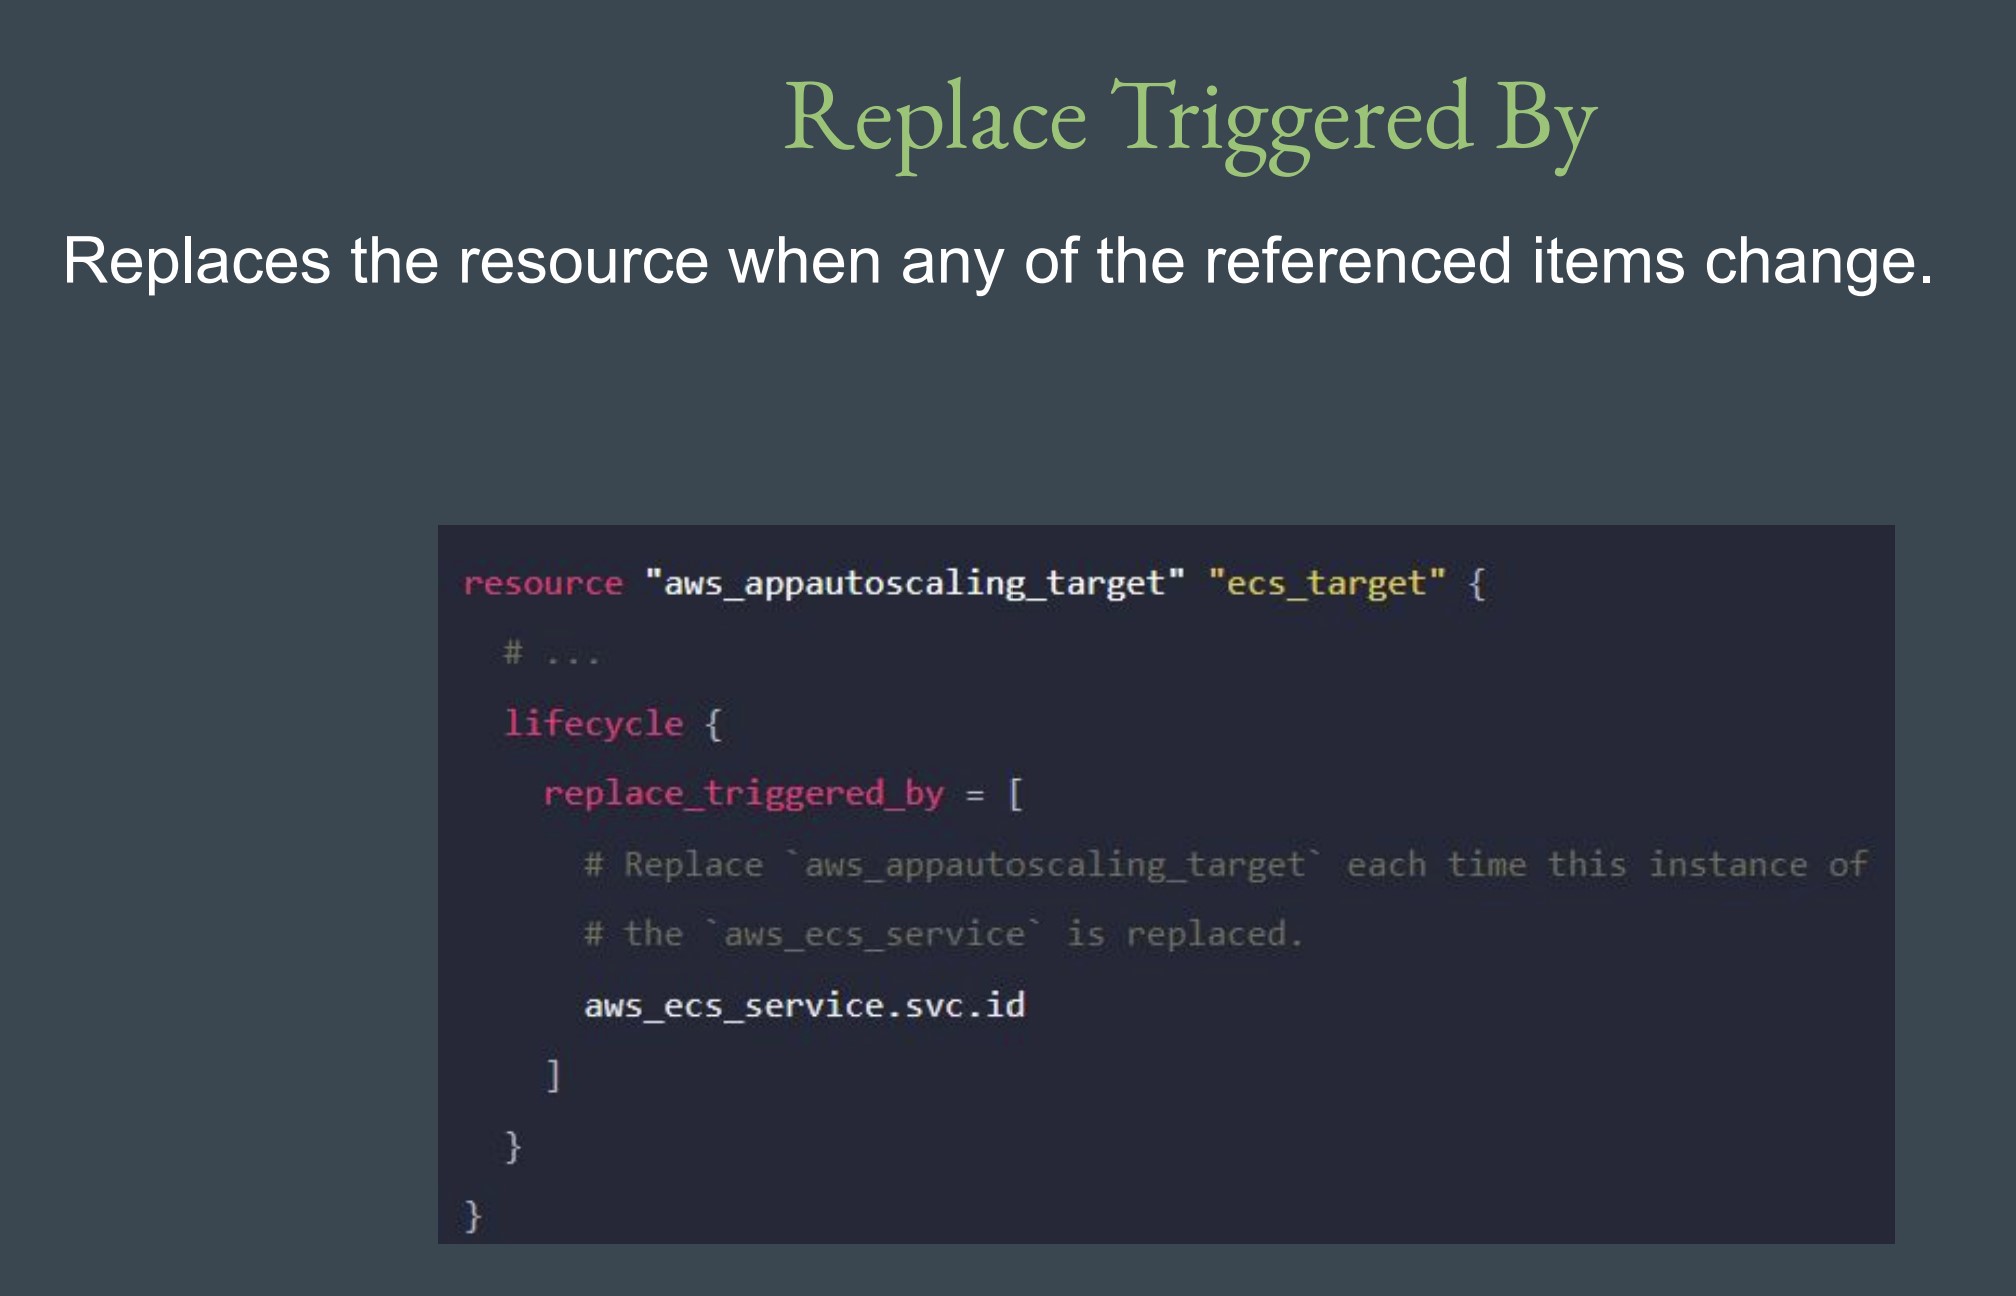 Replace Triggered By
Replaces the resource when any of the referenced items change.
resource "aws_appautoscaling_target" "ecs_target" {
  # ...
  lifecycle {
    replace_triggered_by = [
      # Replace `aws_appautoscaling_target` each time this instance of
      # the `aws_ecs_service` is replaced.
      aws_ecs_service.svc.id
    ]
  }
}